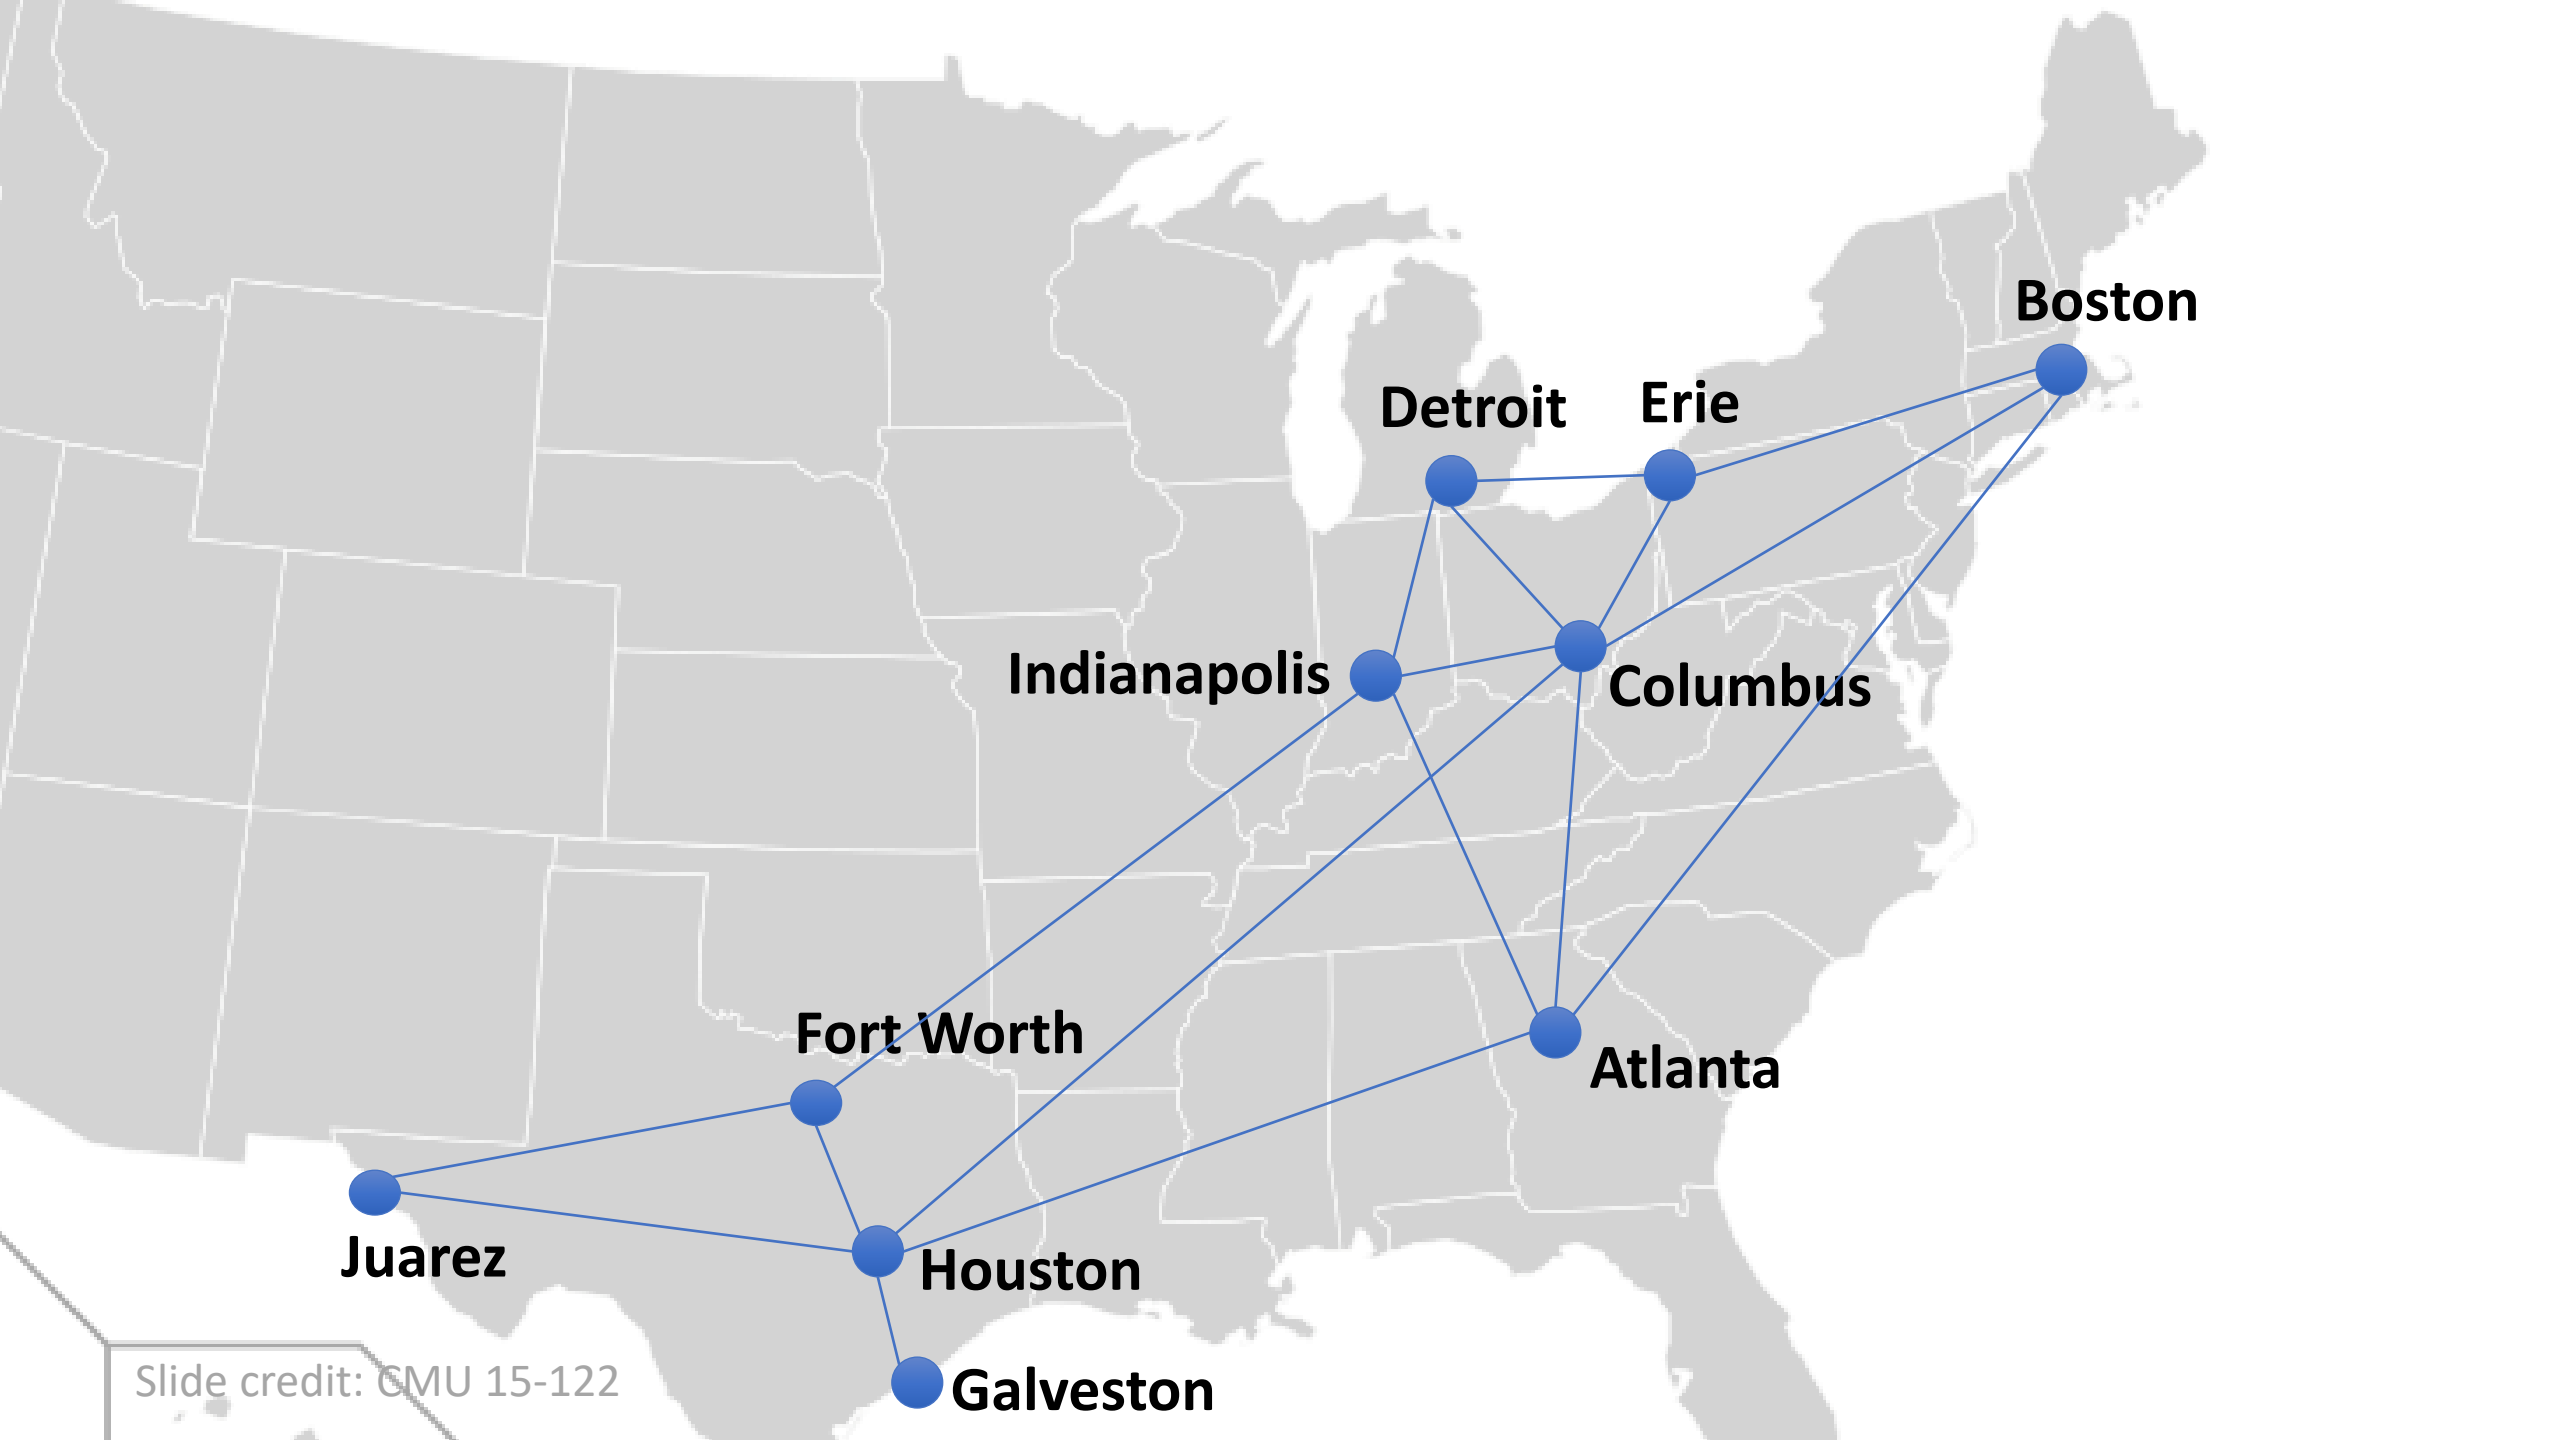 Boston
Detroit
Erie
Indianapolis
Columbus
Fort Worth
Atlanta
Juarez
Houston
Slide credit: CMU 15-122
Galveston